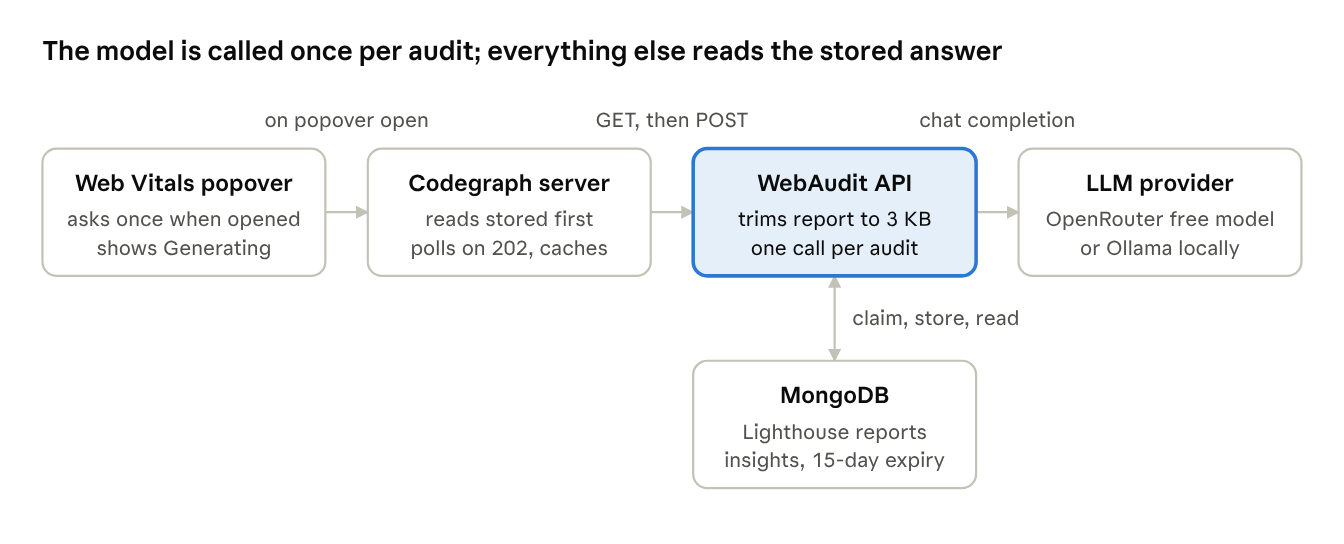 The model is called once per audit; everything else reads the stored answer
on popover open
GET, then POST
chat completion
Web Vitals popover
asks once when opened
shows Generating
Codegraph server
reads stored first
polls on 202, caches
WebAudit API
trims report to 3 KB
one call per audit
LLM provider
OpenRouter free model
or Ollama locally
claim, store, read
MongoDB
Lighthouse reports
insights, 15-day expiry